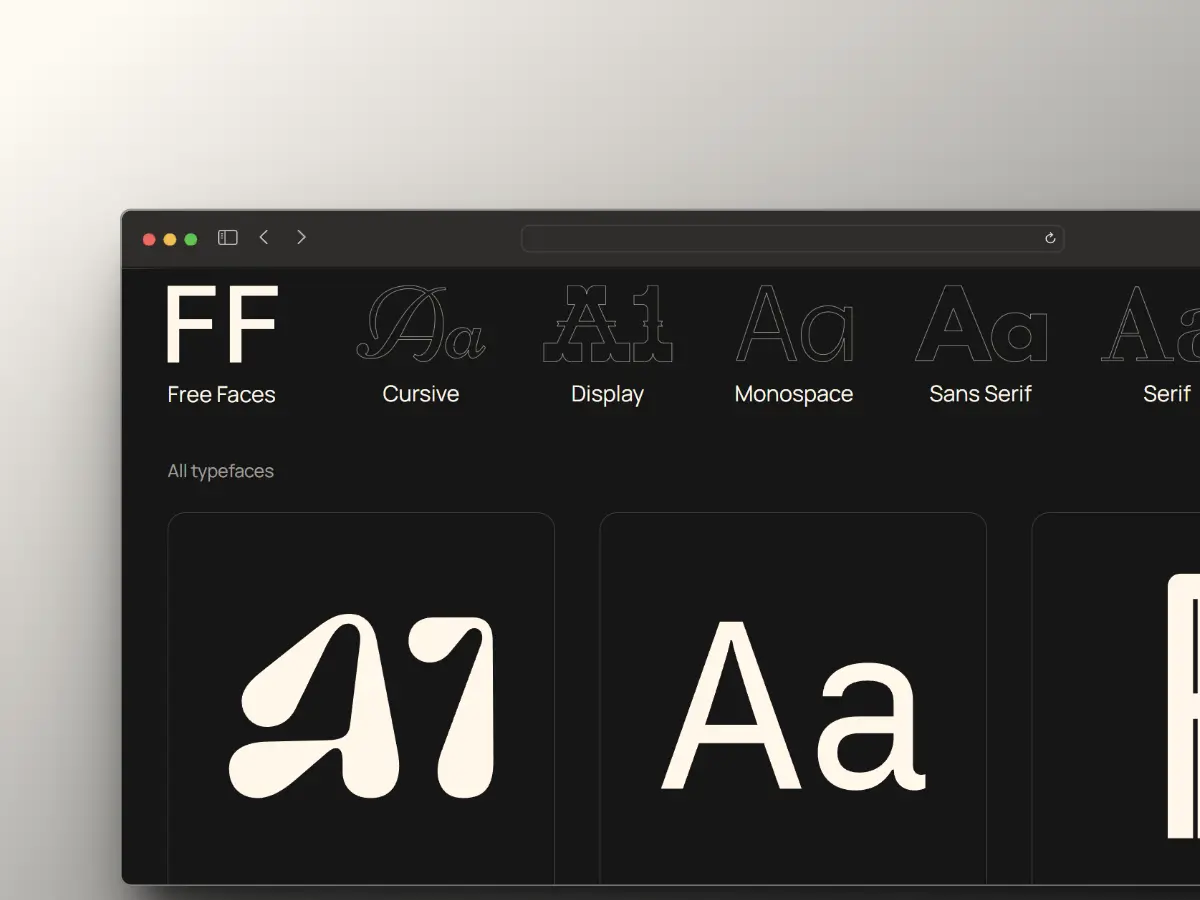 FF Aa A1 Aa Aa Aa
Free Faces Cursive Display Monospace Sans Serif Serif
All typefaces
A1 Aa